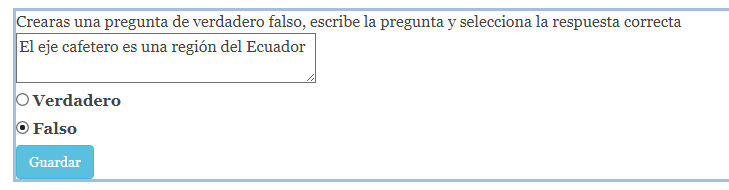 Crearas una pregunta de verdadero falso, escribe la pregunta y selecciona la respuesta correcta
El eje cafetero es una región del Ecuador
Verdadero
Falso
Guardar